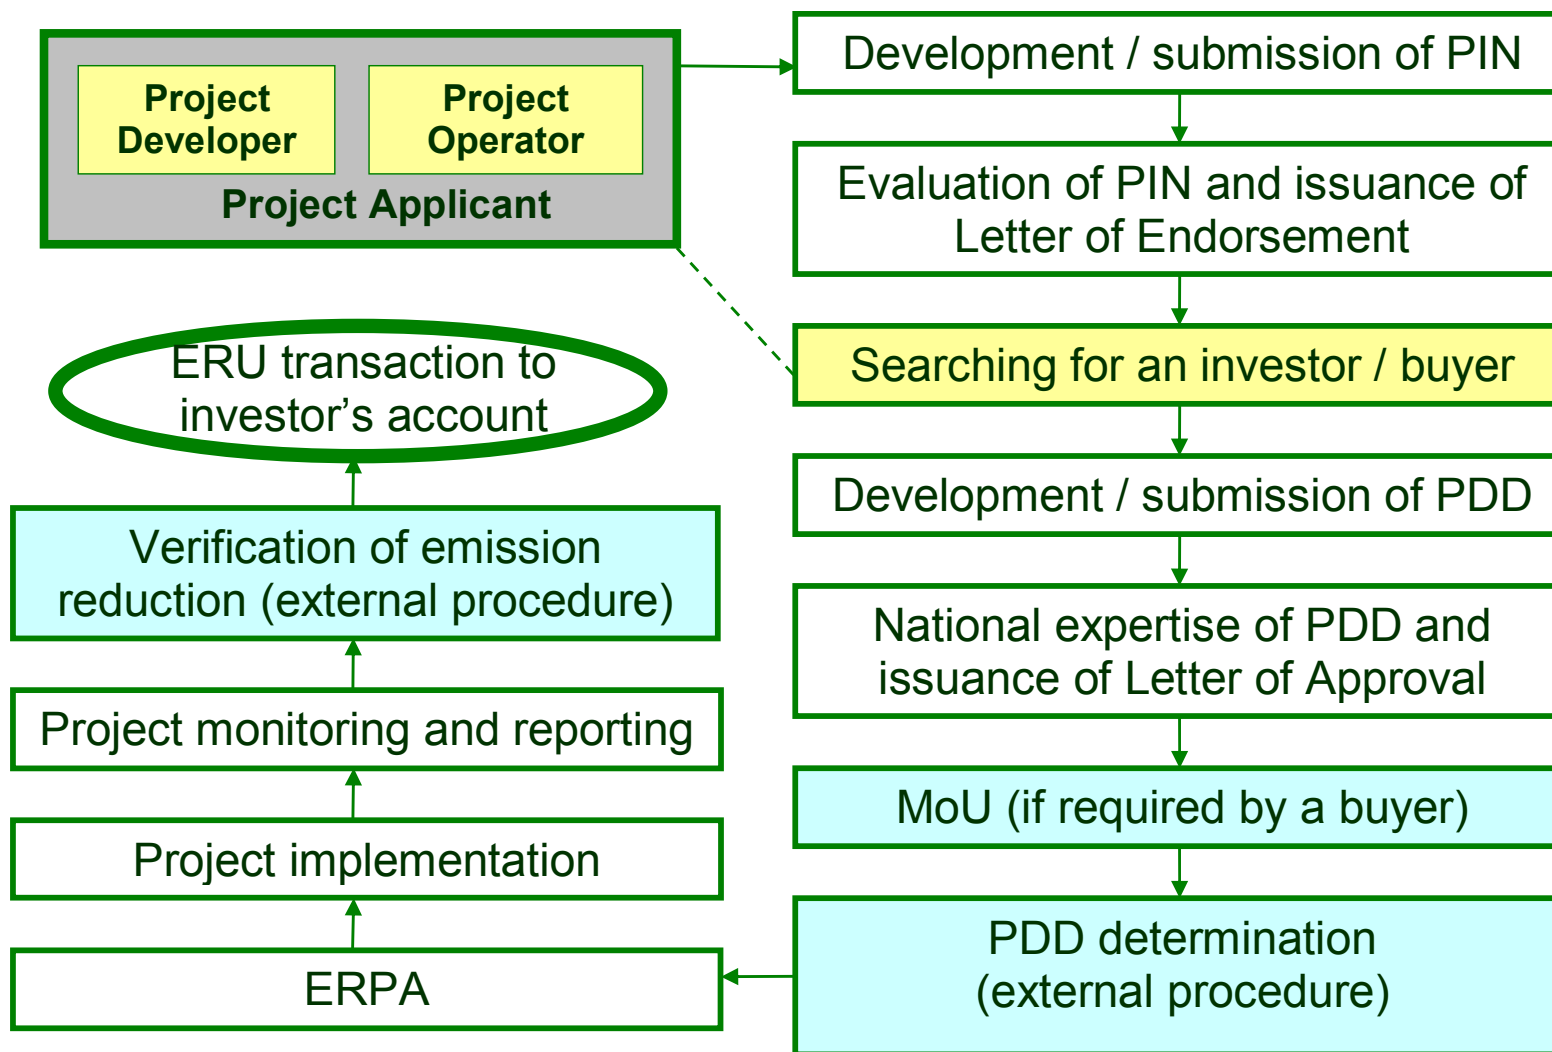 Project
Developer
Project
Operator
Project Applicant
Development / submission of PIN
Evaluation of PIN and issuance of
Letter of Endorsement
Searching for an investor / buyer
Development / submission of PDD
National expertise of PDD and
issuance of Letter of Approval
MoU (if required by a buyer)
PDD determination
(external procedure)
ERPA
Project implementation
Project monitoring and reporting
Verification of emission
reduction (external procedure)
ERU transaction to
investor’s account